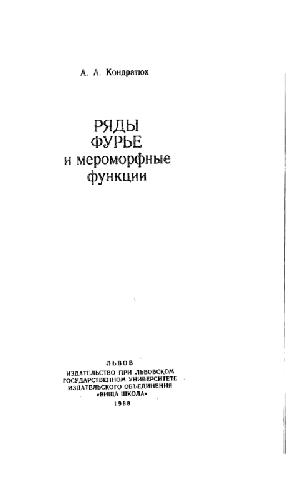 А. А. Кондратюк
РЯДЫ
ФУРЬЕ
и мероморфные
функции
ЛЬВОВ
ИЗДАТЕЛЬСТВО ПРИ ЛЬВОВСКОМ
ГОСУДАРСТВЕННОМ УНИВЕРСИТЕТЕ
ИЗДАТЕЛЬСКОГО ОБЪЕДИНЕНИЯ
«ВИЩА ШКОЛА»
1988